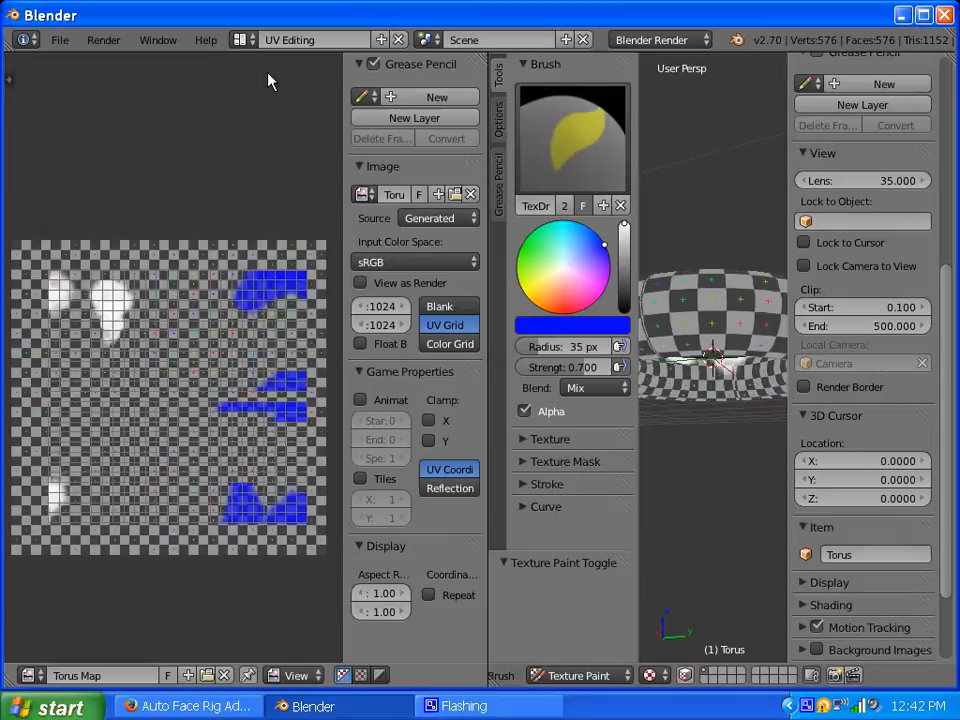 Blender
File Render Window Help UV Editing Scene Blender Render v2.70 | Verts:576 | Faces:576 | Tris:1152
Grease Pencil
New
New Layer
Delete Fra... Convert
Image
Toru F
Source Generated
Input Color Space:
sRGB
View as Render
:1024 Blank
:1024 UV Grid
Float B Color Grid
Game Properties
Animat Clamp:
Star: 0 X
End: 0 Y
Spe. 1 UV Coordi
Tiles Reflection
X: 1
Y: 1
Display
Aspect R... Coordina...
: 1.00 Repeat
: 1.00
Torus Map F View
Tools
Options
Grease Pencil
Brush
TexDr 2 F
Radius: 35 px
Strengt: 0.700
Blend: Mix
Alpha
Texture
Texture Mask
Stroke
Curve
Texture Paint Toggle
User Persp
(1) Torus
Brush Texture Paint
Grease Pencil
New
New Layer
Delete Fra... Convert
View
Lens: 35.000
Lock to Object:
Lock to Cursor
Lock Camera to View
Clip:
Start: 0.100
End: 500.000
Local Camera:
Camera
Render Border
3D Cursor
Location:
X: 0.0000
Y: 0.0000
Z: 0.0000
Item
Torus
Display
Shading
Motion Tracking
Background Images
start Auto Face Rig Ad... Blender Flashing 12:42 PM